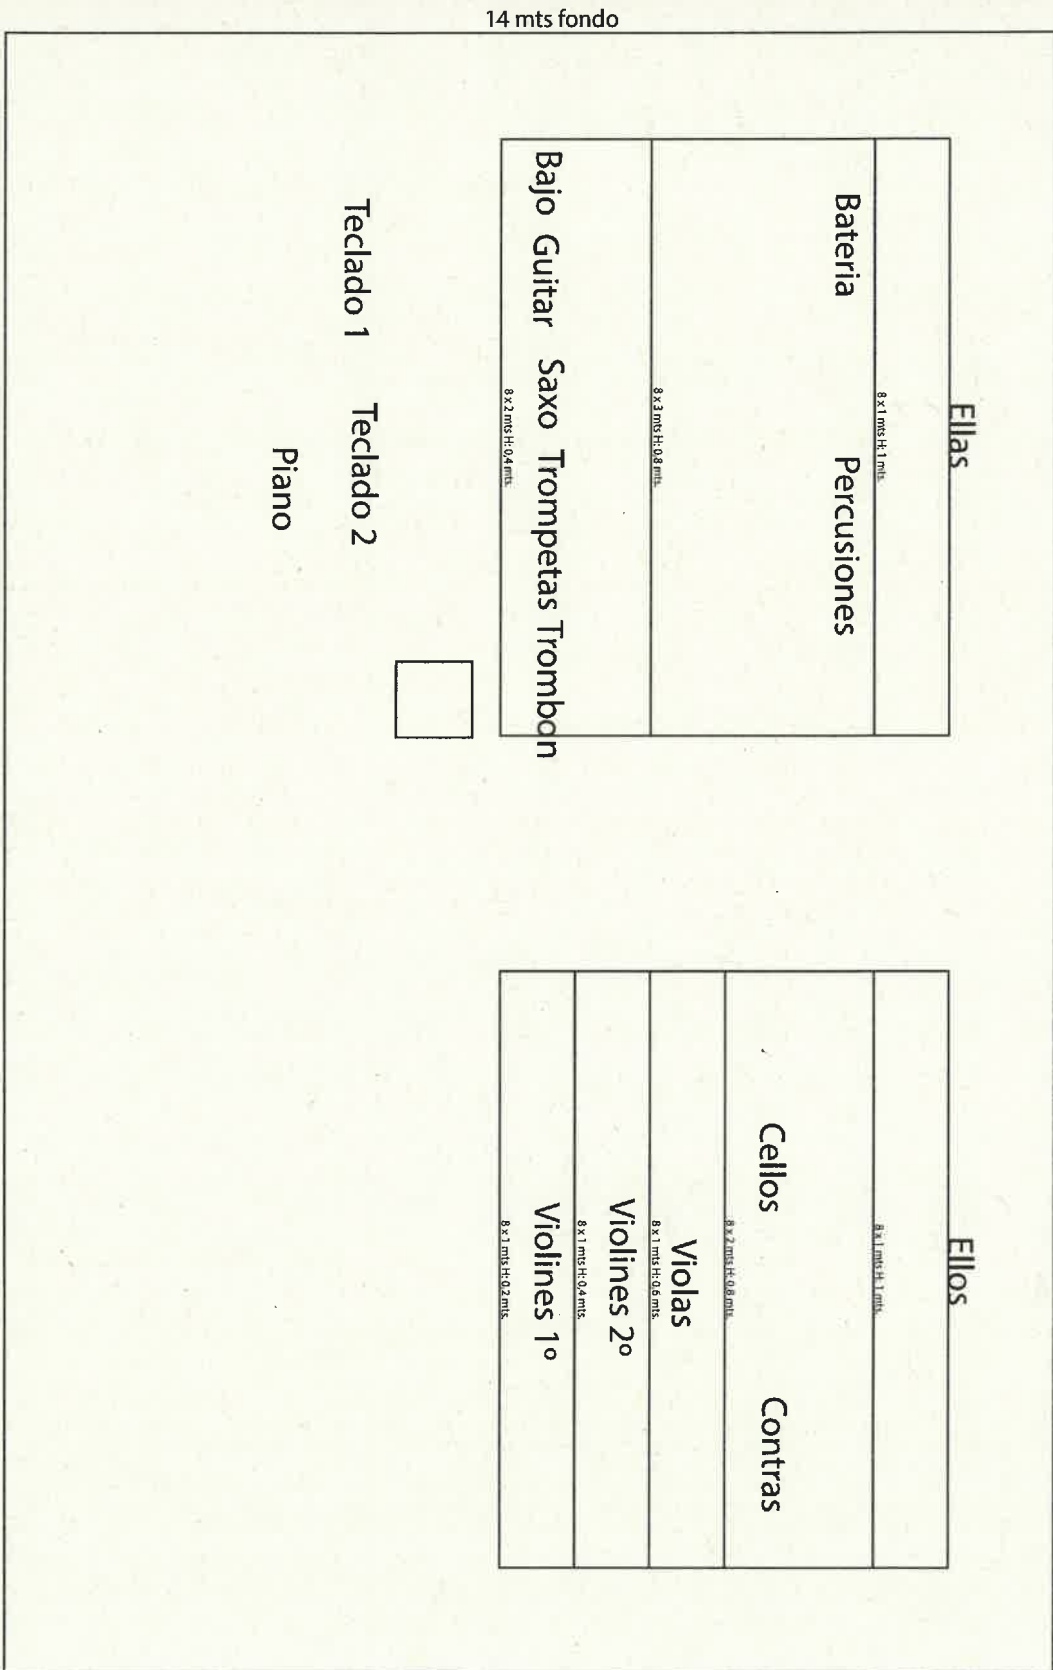 14 mts fondo
Ellas
8 x 1 mts H: 1 mts.
Bateria Percusiones
8 x 3 mts H: 0,8 mts.
Bajo Guitar Saxo Trompetas Trombon
8 x 2 mts H: 0,4 mts.
Teclado 1 Teclado 2
Piano
Ellos
8 x 1 mts H: 1 mts.
Cellos Contras
8 x 2 mts H: 0,8 mts.
Violas
8 x 1 mts H: 0,6 mts.
Violines 2º
8 x 1 mts H: 0,4 mts.
Violines 1º
8 x 1 mts H: 0,2 mts.